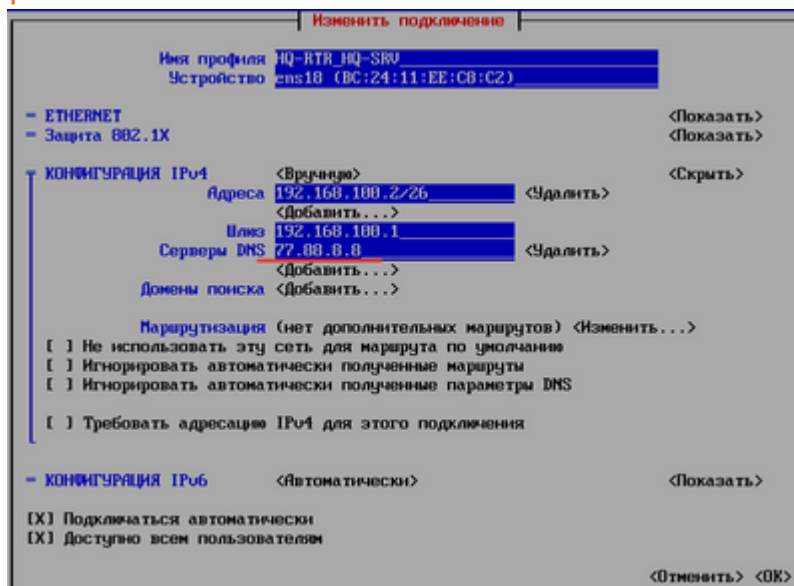 Изменить подключение
Имя профиля HQ-RTR_HQ-SRV
Устройство ens18 (BC:24:11:EE:C8:C2)
= ETHERNET <Показать>
= Защита 802.1X <Показать>
КОНФИГУРАЦИЯ IPv4 <Вручную> <Скрыть>
Адреса 192.168.100.2/26 <Удалить>
<Добавить...>
Шлюз 192.168.100.1
Серверы DNS 77.88.8.8 <Удалить>
<Добавить...>
Домены поиска <Добавить...>
Маршрутизация (нет дополнительных маршрутов) <Изменить...>
[ ] Не использовать эту сеть для маршрута по умолчанию
[ ] Игнорировать автоматически полученные маршруты
[ ] Игнорировать автоматически полученные параметры DNS
[ ] Требовать адресацию IPv4 для этого подключения
= КОНФИГУРАЦИЯ IPv6 <Автоматически> <Показать>
[X] Подключаться автоматически
[X] Доступно всем пользователям
<Отменить> <OK>